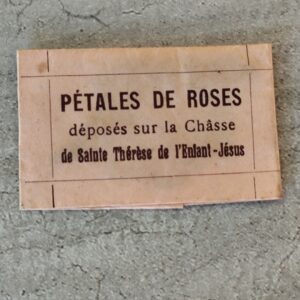 PÉTALES DE ROSES
déposés sur la Châsse
de Sainte Thérèse de l'Enfant-Jésus